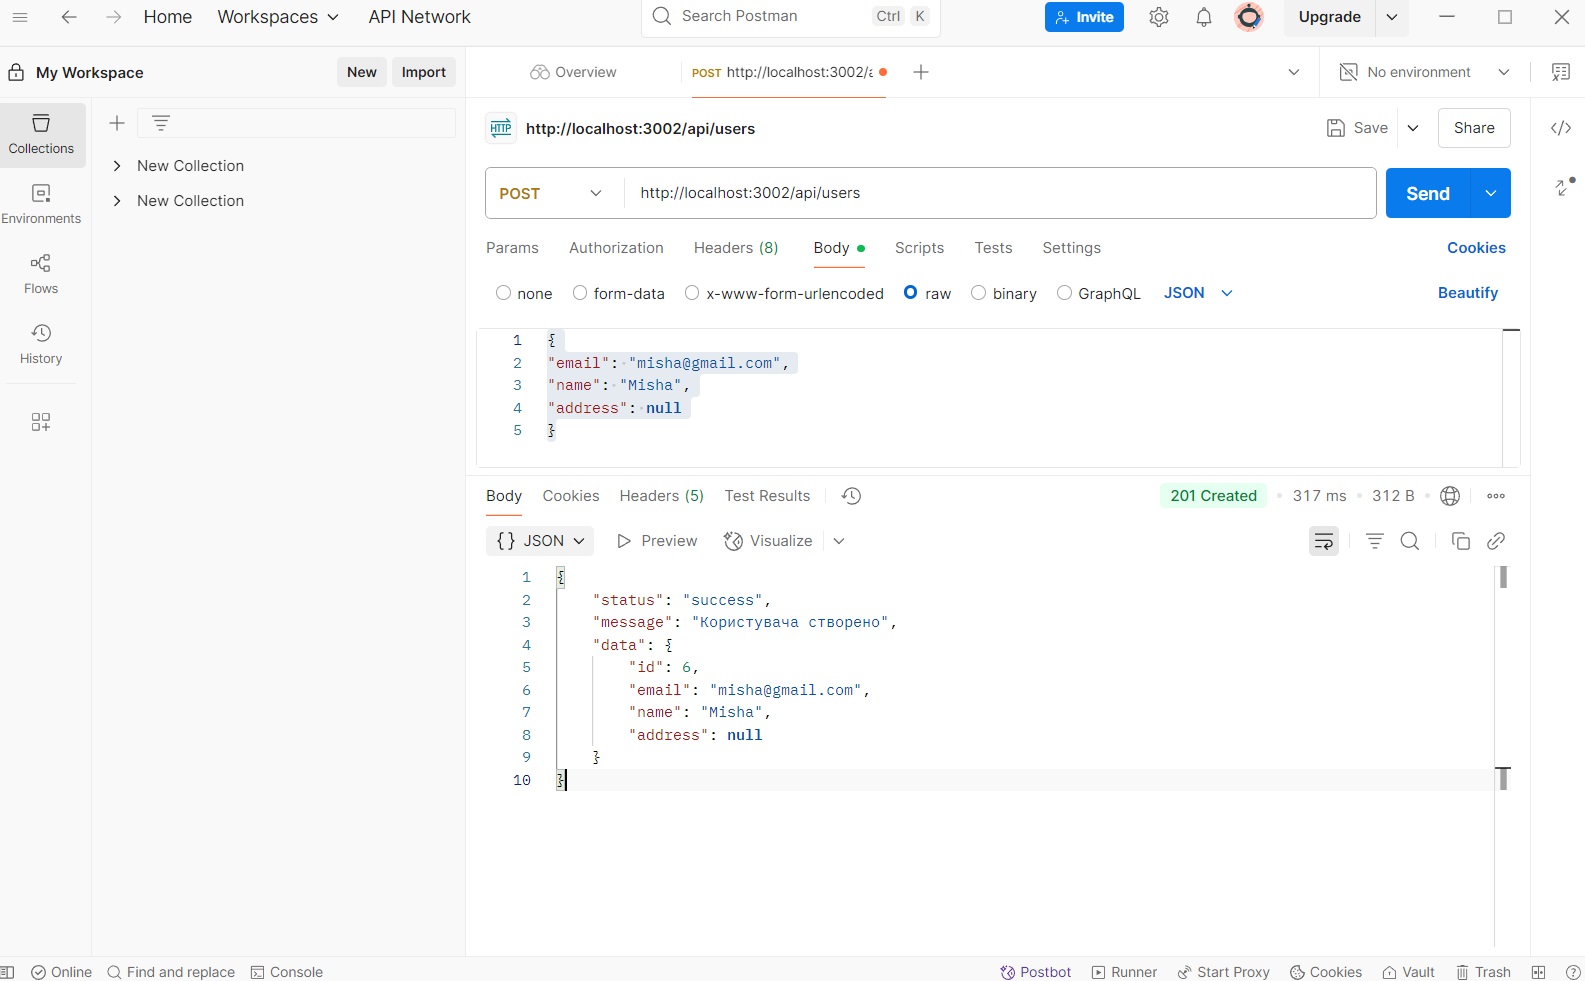 Home Workspaces API Network Search Postman Ctrl K Invite Upgrade
My Workspace New Import Overview POST http://localhost:3002/a No environment
Collections
Environments
Flows
History
New Collection
New Collection
HTTP http://localhost:3002/api/users Save Share
POST http://localhost:3002/api/users Send
Params Authorization Headers (8) Body Scripts Tests Settings Cookies
none form-data x-www-form-urlencoded raw binary GraphQL JSON Beautify
1 {
2 "email": "misha@gmail.com",
3 "name": "Misha",
4 "address": null
5 }
Body Cookies Headers (5) Test Results 201 Created 317 ms 312 B
{} JSON Preview Visualize
1 {
2 "status": "success",
3 "message": "Користувача створено",
4 "data": {
5 "id": 6,
6 "email": "misha@gmail.com",
7 "name": "Misha",
8 "address": null
9 }
10 }
Online Find and replace Console Postbot Runner Start Proxy Cookies Vault Trash